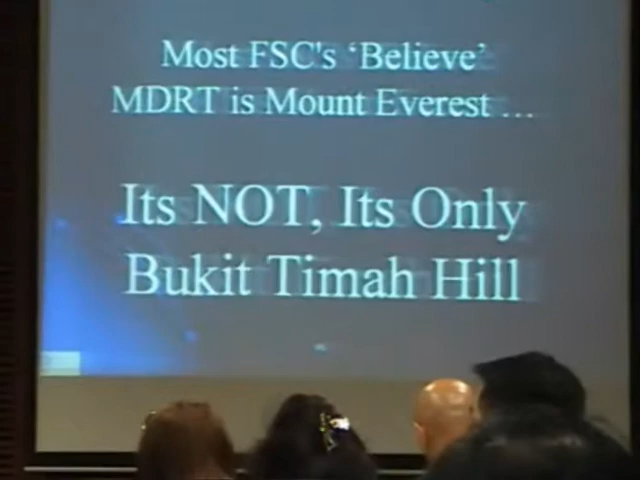 Most FSC's ‘Believe’
MDRT is Mount Everest …
Its NOT, Its Only
Bukit Timah Hill